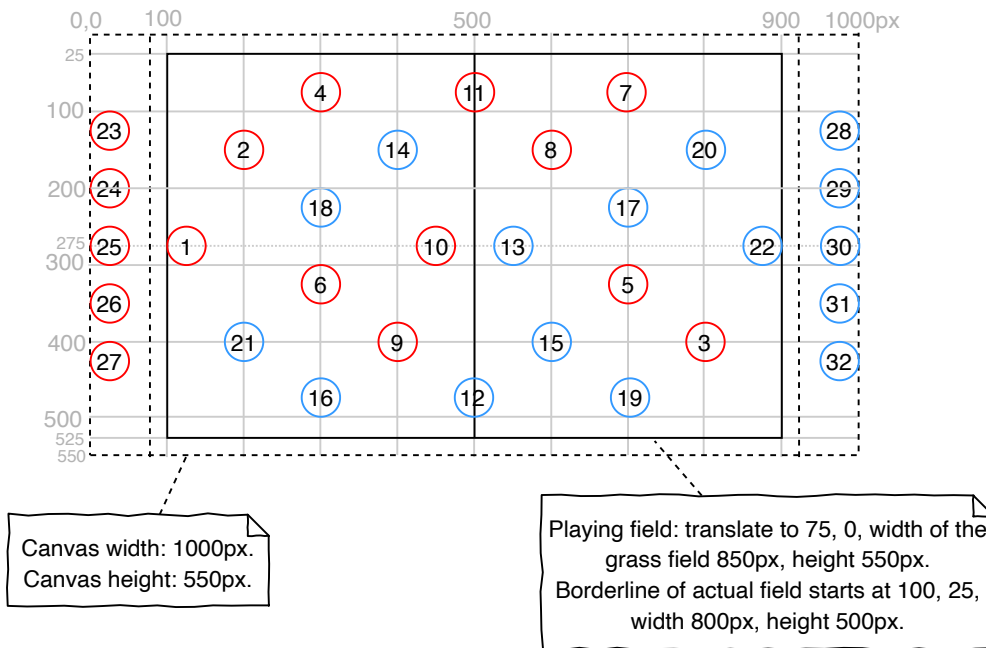 0,0 100 500 900 1000px
25
4 11 7
100
23 28
2 14 8 20
200 24 29
18 17
275 25 1 10 13 22 30
300
6 5
26 31
400 21 9 15 3
27 32
16 12 19
500
525
550
Canvas width: 1000px.
Canvas height: 550px.
Playing field: translate to 75, 0, width of the
grass field 850px, height 550px.
Borderline of actual field starts at 100, 25,
width 800px, height 500px.